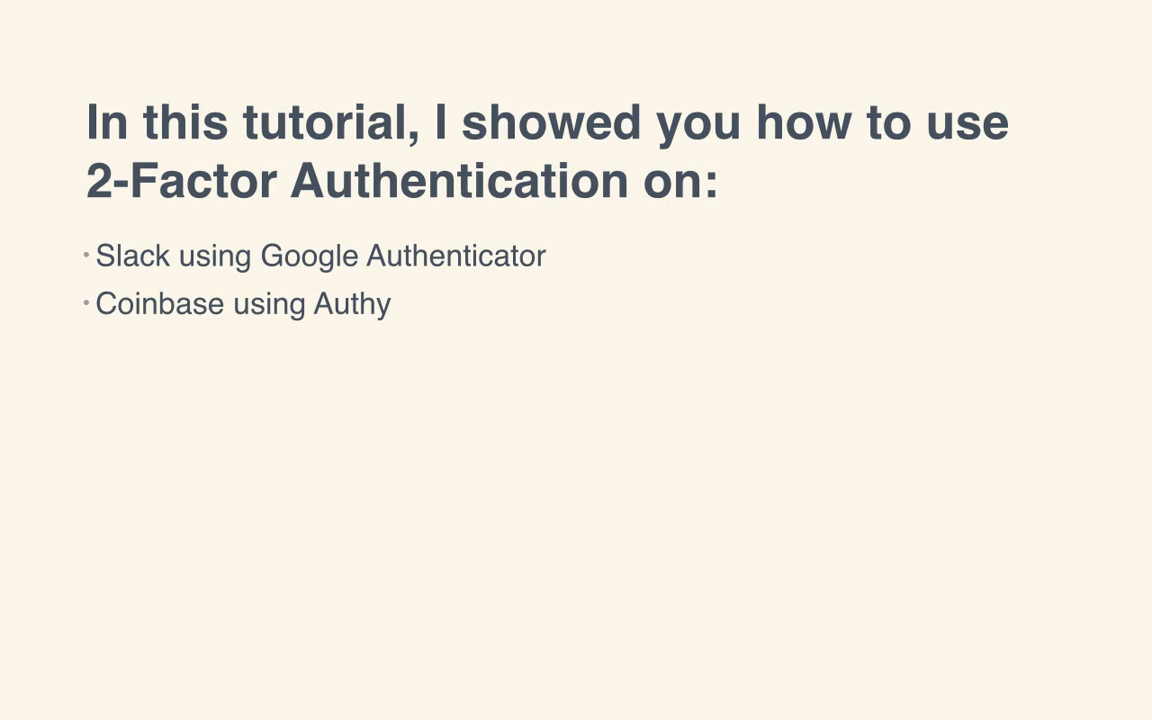 In this tutorial, I showed you how to use
2-Factor Authentication on:
• Slack using Google Authenticator
• Coinbase using Authy